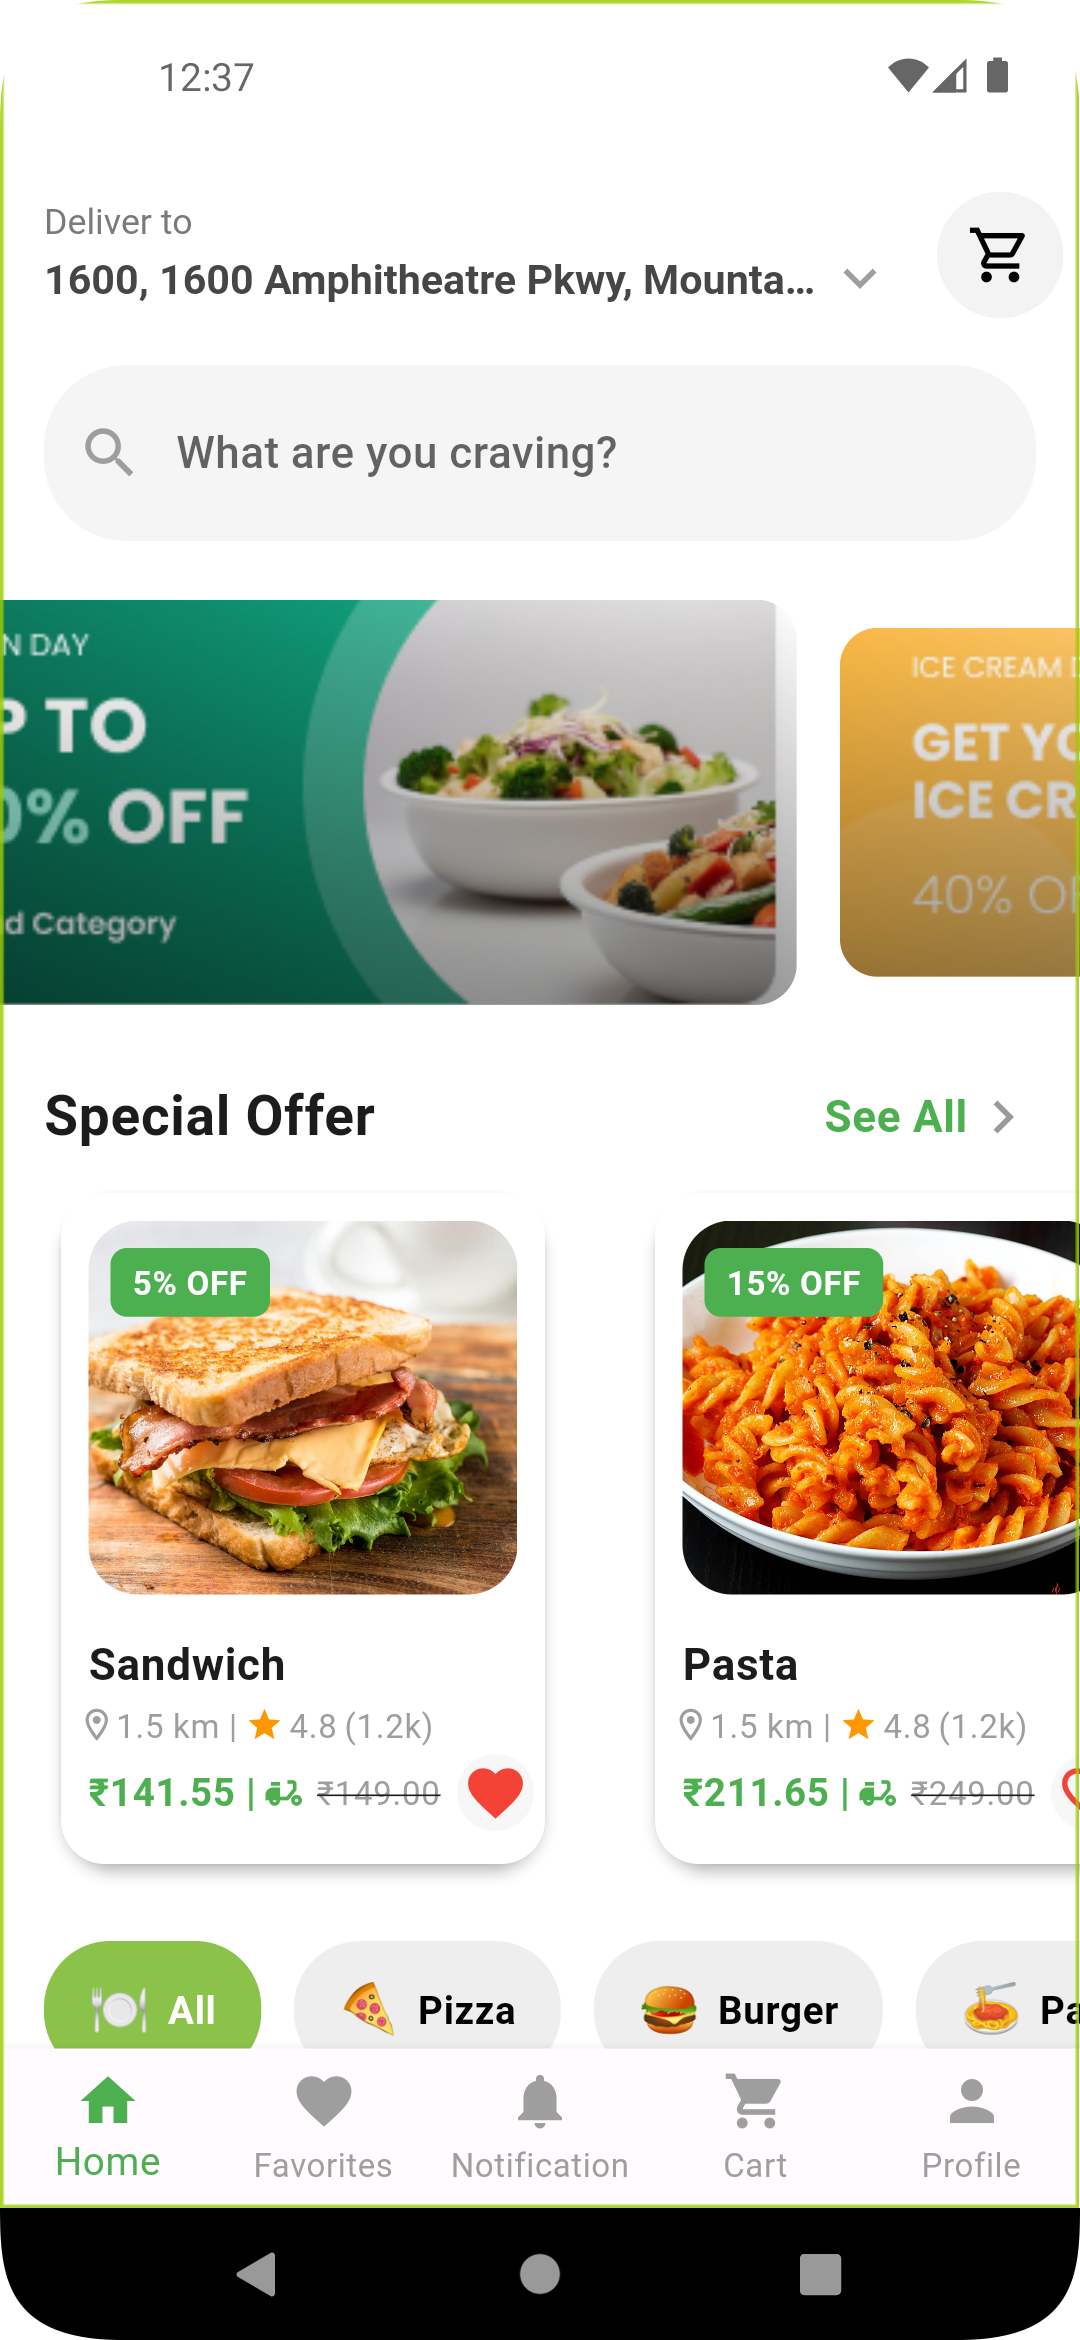 12:37
Deliver to
1600, 1600 Amphitheatre Pkwy, Mounta...
What are you craving?
N DAY
P TO
0% OFF
d Category
ICE CREAM
GET YO
ICE CR
40% OF
Special Offer
See All
5% OFF
15% OFF
Sandwich
1.5 km | 4.8 (1.2k)
₹141.55 | ₹149.00
Pasta
1.5 km | 4.8 (1.2k)
₹211.65 | ₹249.00
All
Pizza
Burger
Pa
Home
Favorites
Notification
Cart
Profile